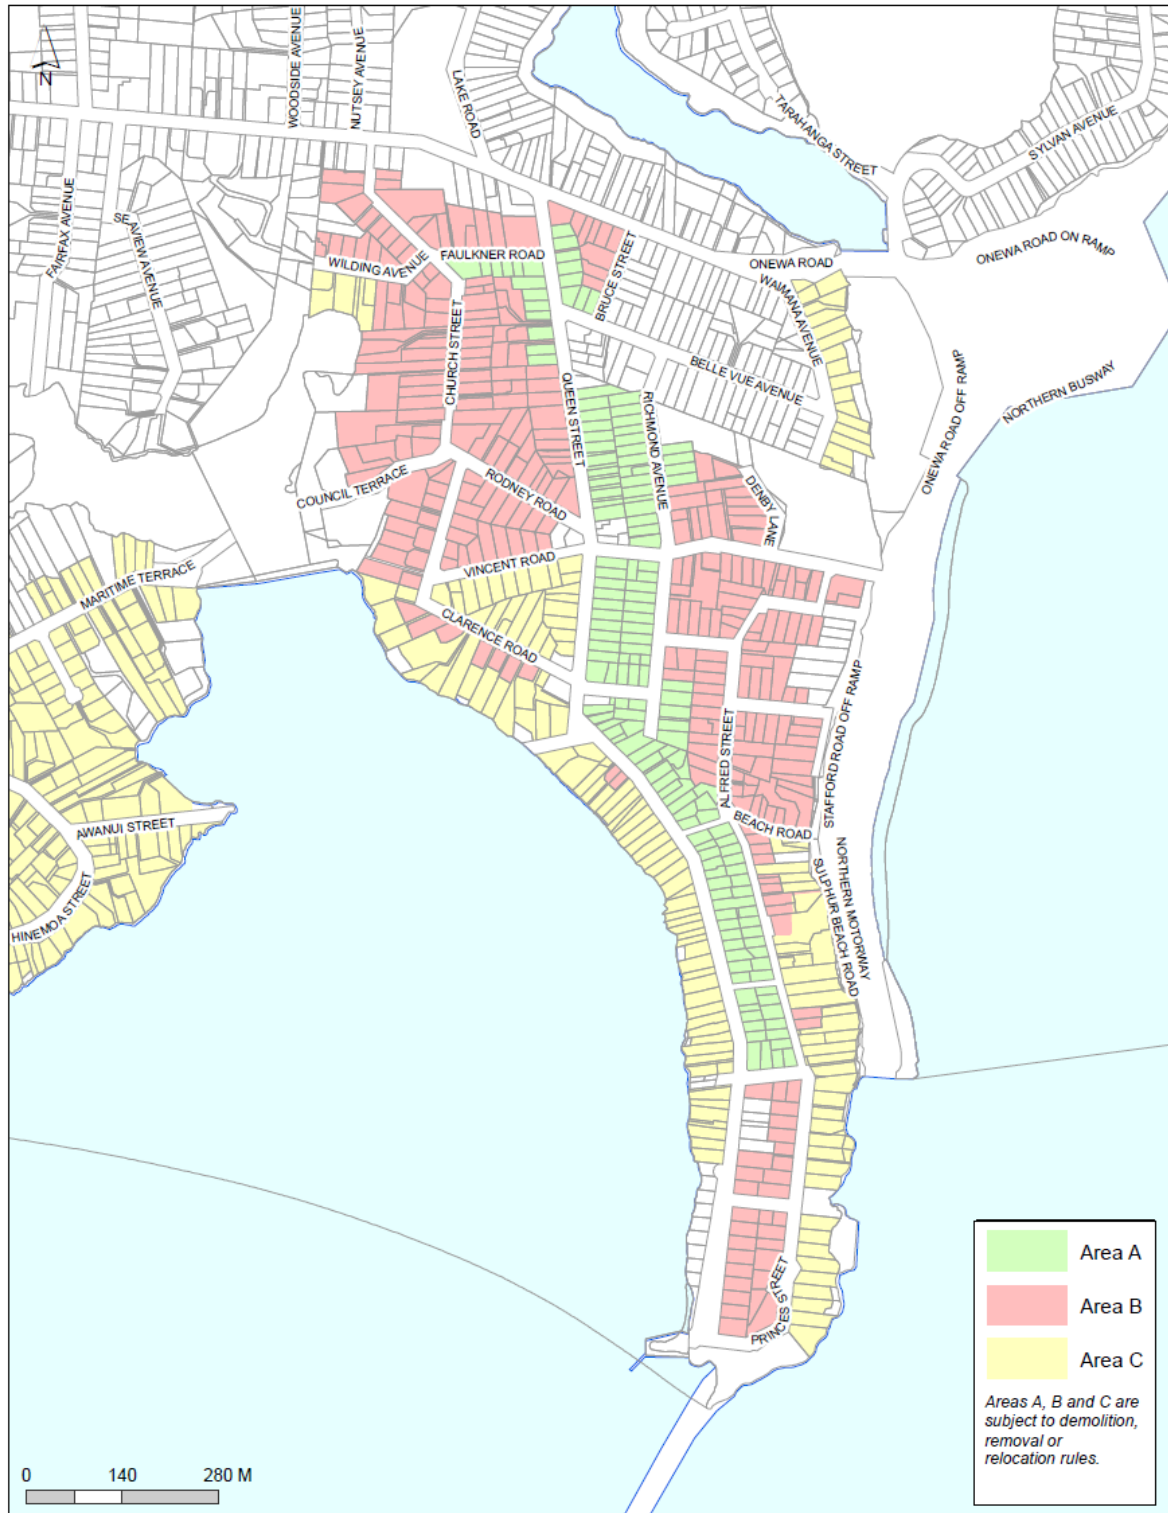 WOODSIDE AVENUE
NUTSEY AVENUE
LAKE ROAD
N
TARAHANGA STREET
SYLVAN AVENUE
FAIRFAX AVENUE
SEAVIEW AVENUE
WILDING AVENUE
FAULKNER ROAD
BRUCE STREET
ONEWA ROAD
ONEWA ROAD ON RAMP
WAIMANA AVENUE
CHURCH STREET
QUEEN STREET
BELLE VUE AVENUE
RICHMOND AVENUE
ONEWA ROAD OFF RAMP
NORTHERN BUSWAY
COUNCIL TERRACE
RODNEY ROAD
DENBY LANE
MARITIME TERRACE
VINCENT ROAD
CLARENCE ROAD
ALFRED STREET
STAFFORD ROAD OFF RAMP
AWANUI STREET
BEACH ROAD
HINEMOA STREET
NORTHERN MOTORWAY
SULPHUR BEACH ROAD
PRINCES STREET
Area A
Area B
Area C
Areas A, B and C are
subject to demolition,
removal or
relocation rules.
0 140 280 M